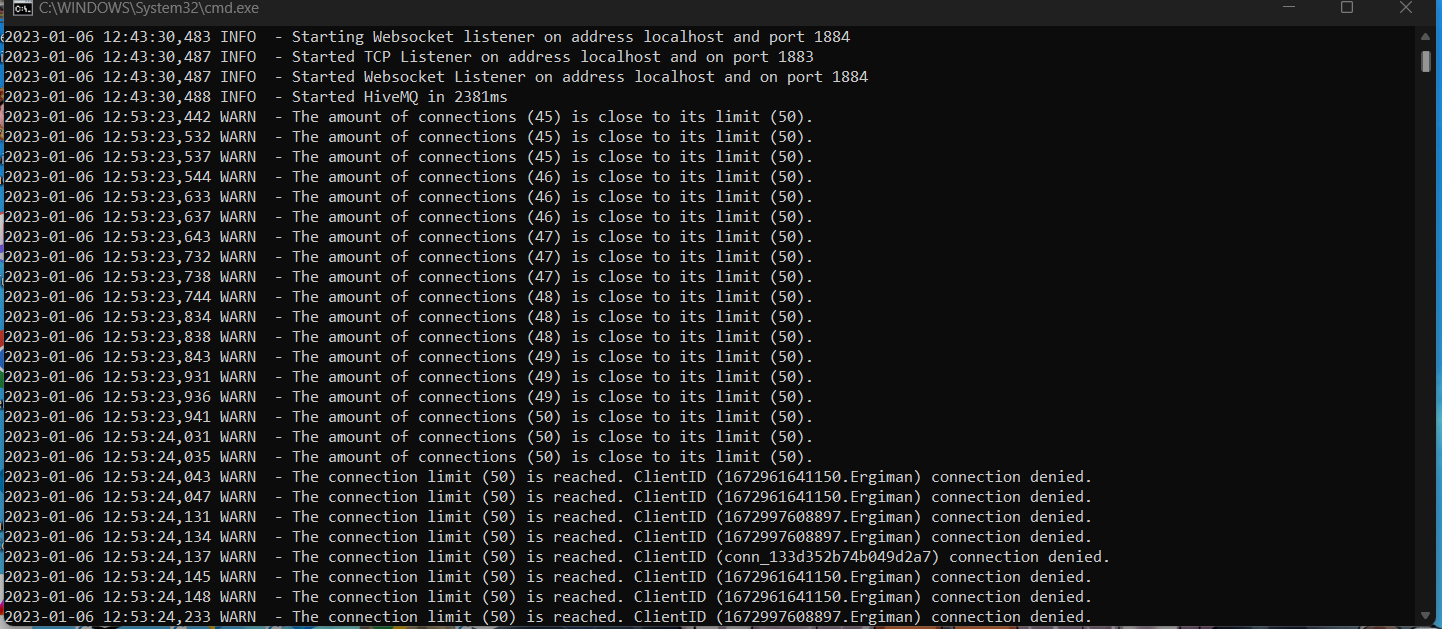 C:\WINDOWS\System32\cmd.exe
2023-01-06 12:43:30,483 INFO  - Starting Websocket listener on address localhost and port 1884
2023-01-06 12:43:30,487 INFO  - Started TCP Listener on address localhost and on port 1883
2023-01-06 12:43:30,487 INFO  - Started Websocket Listener on address localhost and on port 1884
2023-01-06 12:43:30,488 INFO  - Started HiveMQ in 2381ms
2023-01-06 12:53:23,442 WARN  - The amount of connections (45) is close to its limit (50).
2023-01-06 12:53:23,532 WARN  - The amount of connections (45) is close to its limit (50).
2023-01-06 12:53:23,537 WARN  - The amount of connections (45) is close to its limit (50).
2023-01-06 12:53:23,544 WARN  - The amount of connections (46) is close to its limit (50).
2023-01-06 12:53:23,633 WARN  - The amount of connections (46) is close to its limit (50).
2023-01-06 12:53:23,637 WARN  - The amount of connections (46) is close to its limit (50).
2023-01-06 12:53:23,643 WARN  - The amount of connections (47) is close to its limit (50).
2023-01-06 12:53:23,732 WARN  - The amount of connections (47) is close to its limit (50).
2023-01-06 12:53:23,738 WARN  - The amount of connections (47) is close to its limit (50).
2023-01-06 12:53:23,744 WARN  - The amount of connections (48) is close to its limit (50).
2023-01-06 12:53:23,834 WARN  - The amount of connections (48) is close to its limit (50).
2023-01-06 12:53:23,838 WARN  - The amount of connections (48) is close to its limit (50).
2023-01-06 12:53:23,843 WARN  - The amount of connections (49) is close to its limit (50).
2023-01-06 12:53:23,931 WARN  - The amount of connections (49) is close to its limit (50).
2023-01-06 12:53:23,936 WARN  - The amount of connections (49) is close to its limit (50).
2023-01-06 12:53:23,941 WARN  - The amount of connections (50) is close to its limit (50).
2023-01-06 12:53:24,031 WARN  - The amount of connections (50) is close to its limit (50).
2023-01-06 12:53:24,035 WARN  - The amount of connections (50) is close to its limit (50).
2023-01-06 12:53:24,043 WARN  - The connection limit (50) is reached. ClientID (1672961641150.Ergiman) connection denied.
2023-01-06 12:53:24,047 WARN  - The connection limit (50) is reached. ClientID (1672961641150.Ergiman) connection denied.
2023-01-06 12:53:24,131 WARN  - The connection limit (50) is reached. ClientID (1672997608897.Ergiman) connection denied.
2023-01-06 12:53:24,134 WARN  - The connection limit (50) is reached. ClientID (1672997608897.Ergiman) connection denied.
2023-01-06 12:53:24,137 WARN  - The connection limit (50) is reached. ClientID (conn_133d352b74b049d2a7) connection denied.
2023-01-06 12:53:24,145 WARN  - The connection limit (50) is reached. ClientID (1672961641150.Ergiman) connection denied.
2023-01-06 12:53:24,148 WARN  - The connection limit (50) is reached. ClientID (1672961641150.Ergiman) connection denied.
2023-01-06 12:53:24,233 WARN  - The connection limit (50) is reached. ClientID (1672997608897.Ergiman) connection denied.